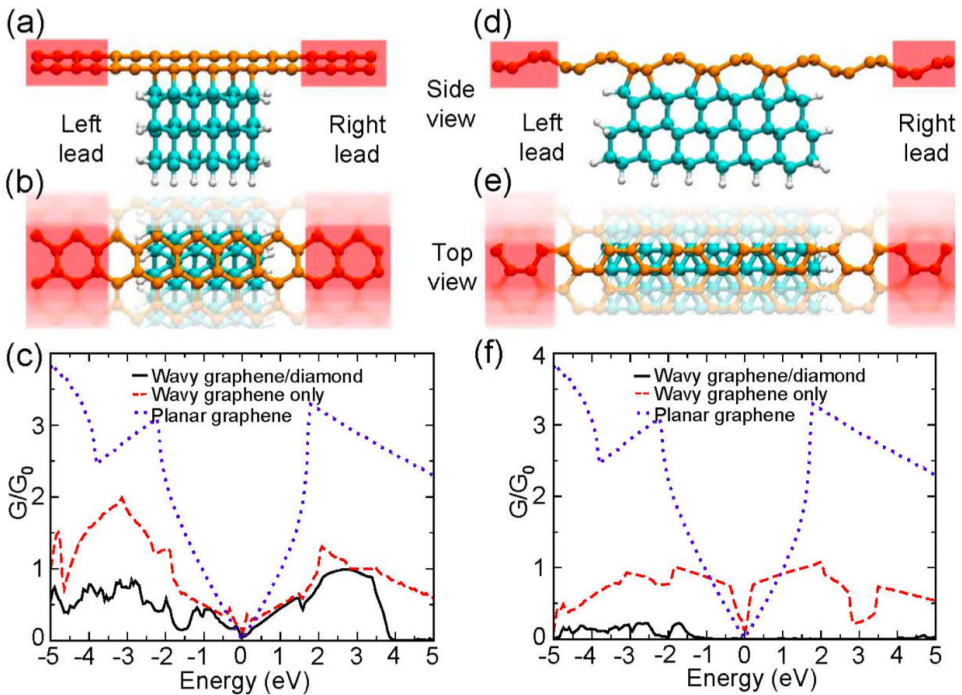 (a)
(d)
Side
view
Left
lead
Right
lead
Left
lead
Right
lead
(b)
(e)
Top
view
(c)
(f)
4
Wavy graphene/diamond
Wavy graphene only
Planar graphene
Wavy graphene/diamond
Wavy graphene only
Planar graphene
3
3
2
2
G/G0
G/G0
1
1
0
0
-5 -4 -3 -2 -1 0 1 2 3 4 5
-5 -4 -3 -2 -1 0 1 2 3 4 5
Energy (eV)
Energy (eV)